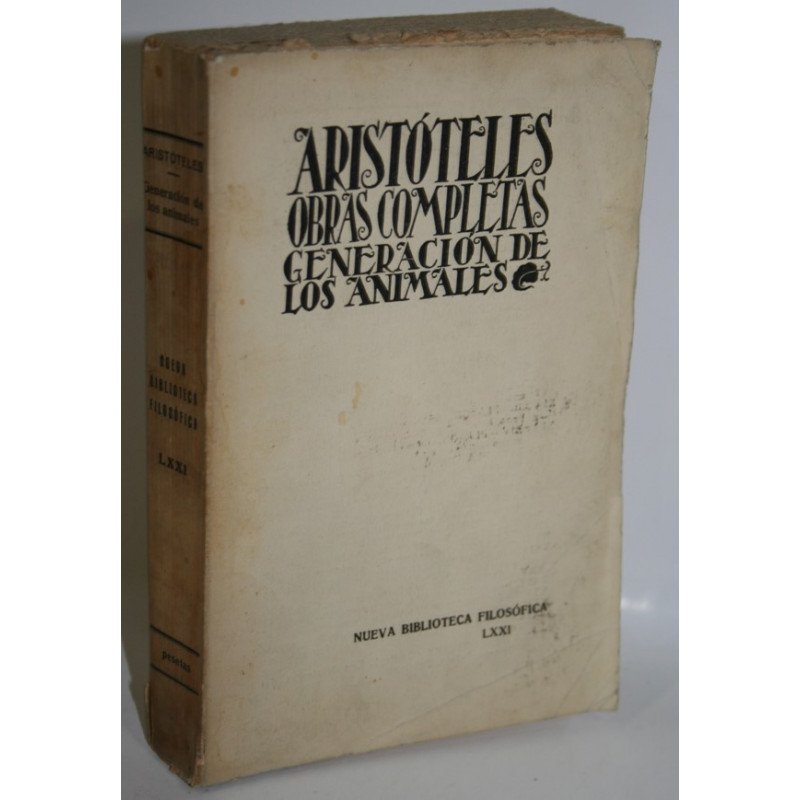 ARISTÓTELES
OBRAS COMPLETAS
GENERACIÓN DE
LOS ANIMALES
NUEVA BIBLIOTECA FILOSÓFICA
LXXI
ARISTÓTELES
Generación de
los animales
NUEVA
BIBLIOTECA
FILOSÓFICA
LXXI
pesetas